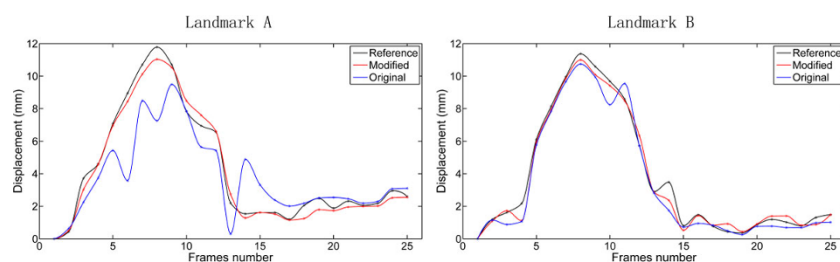 Landmark A
Landmark B
12
10
8
6
4
2
0
Displacement (mm)
5
10
15
20
25
Frames number
Reference
Modified
Original
12
10
8
6
4
2
0
Displacement (mm)
5
10
15
20
25
Frames number
Reference
Modified
Original